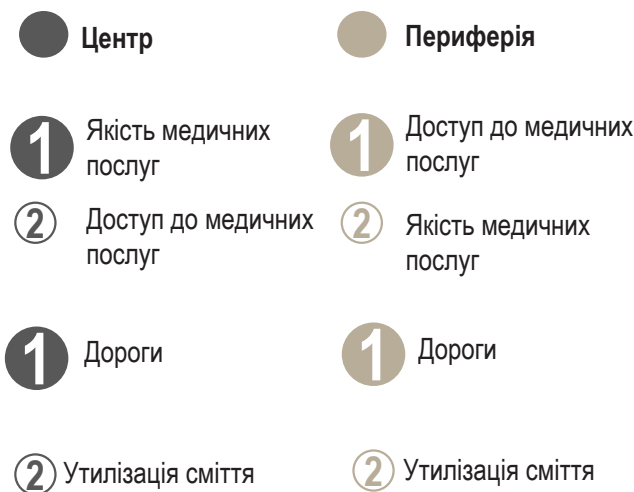 Центр
Периферія
1 Якість медичних
послуг
1 Доступ до медичних
послуг
2 Доступ до медичних
послуг
2 Якість медичних
послуг
1 Дороги
1 Дороги
2 Утилізація сміття
2 Утилізація сміття